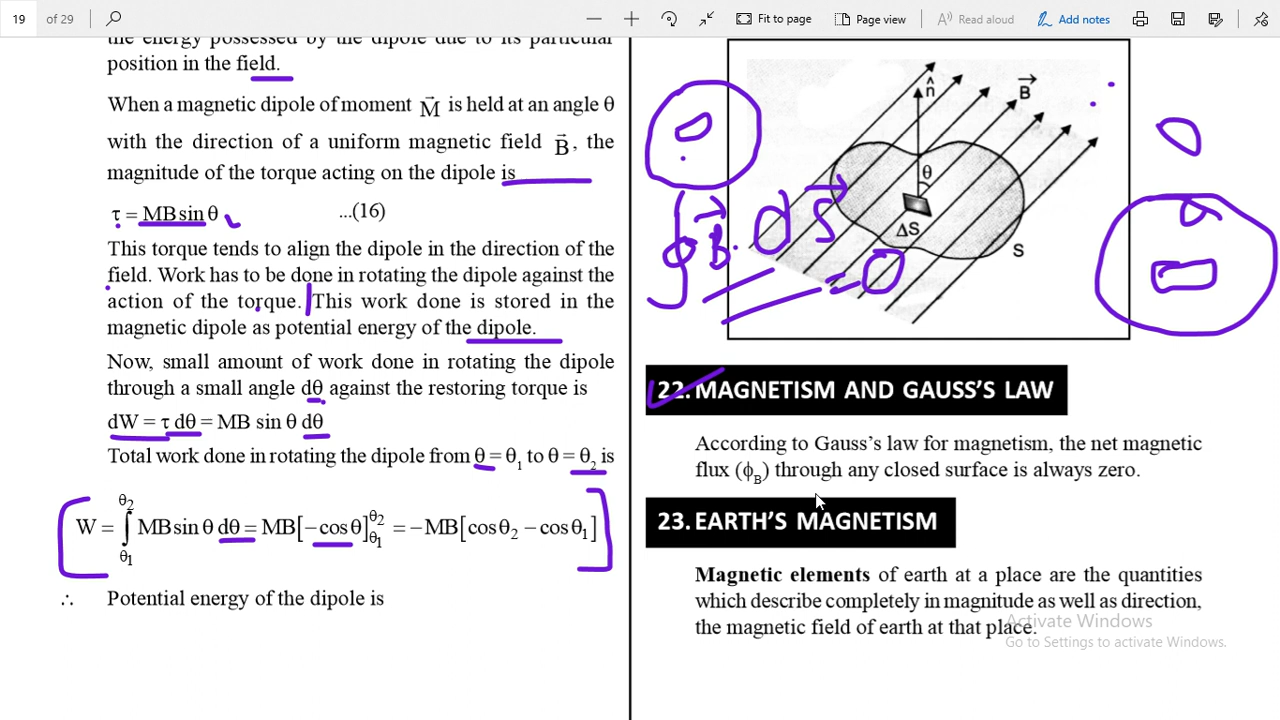 19 of 29 Fit to page Page view Read aloud Add notes
the energy possessed by the dipole due to its particular
position in the field.
When a magnetic dipole of moment M⃗ is held at an angle θ
with the direction of a uniform magnetic field B⃗, the
magnitude of the torque acting on the dipole is
τ = MB sin θ ...(16)
This torque tends to align the dipole in the direction of the
field. Work has to be done in rotating the dipole against the
action of the torque. This work done is stored in the
magnetic dipole as potential energy of the dipole.
Now, small amount of work done in rotating the dipole
through a small angle dθ against the restoring torque is
dW = τ dθ = MB sin θ dθ
Total work done in rotating the dipole from θ = θ₁ to θ = θ₂ is
W = ∫θ₁^θ₂ MB sin θ dθ = MB[−cos θ]θ₁^θ₂ = −MB[cos θ₂ − cos θ₁]
∴ Potential energy of the dipole is
n̂
B⃗
θ
ΔS
S
∮ B⃗. dS⃗ = 0
22. MAGNETISM AND GAUSS'S LAW
According to Gauss's law for magnetism, the net magnetic
flux (ϕB) through any closed surface is always zero.
23. EARTH'S MAGNETISM
Magnetic elements of earth at a place are the quantities
which describe completely in magnitude as well as direction,
the magnetic field of earth at that place.
Activate Windows
Go to Settings to activate Windows.